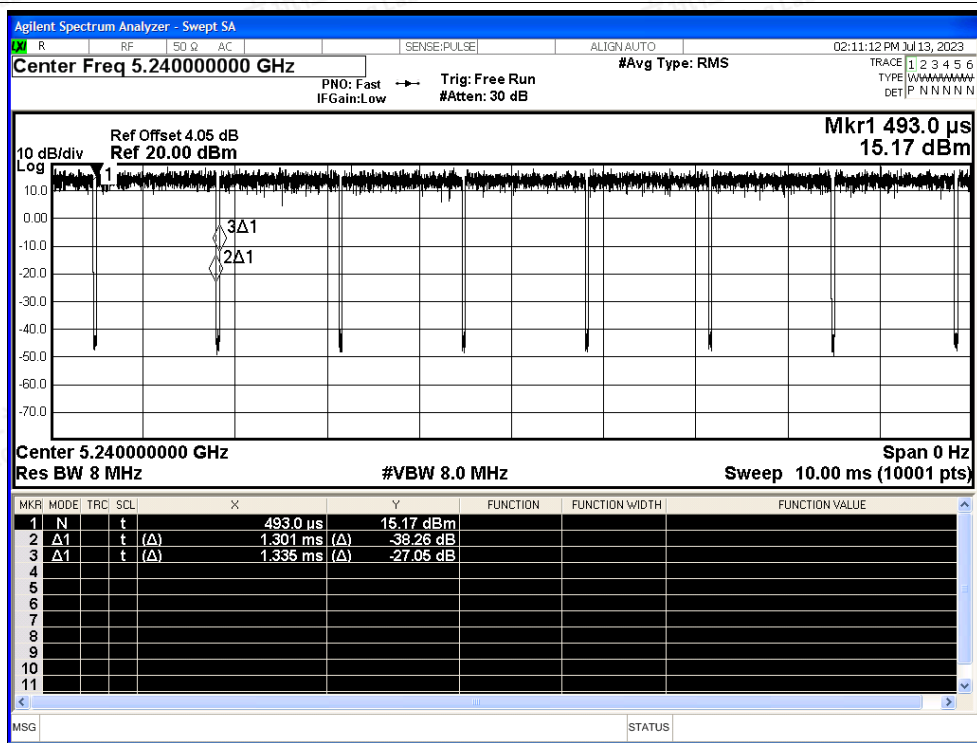 Agilent Spectrum Analyzer - Swept SA
LXI R RF 50 Ω AC SENSE:PULSE ALIGN AUTO 02:11:12 PM Jul 13, 2023
Center Freq 5.240000000 GHz
PNO: Fast
IFGain:Low
Trig: Free Run
#Atten: 30 dB
#Avg Type: RMS
TRACE 1 2 3 4 5 6
TYPE
DET P N N N N N
Mkr1 493.0 µs
15.17 dBm
Ref Offset 4.05 dB
10 dB/div Ref 20.00 dBm
Log
1
10.0
0.00
3Δ1
-10.0
2Δ1
-20.0
-30.0
-40.0
-50.0
-60.0
-70.0
Center 5.240000000 GHz Span 0 Hz
Res BW 8 MHz #VBW 8.0 MHz Sweep 10.00 ms (10001 pts)
MKR MODE TRC SCL X Y FUNCTION FUNCTION WIDTH FUNCTION VALUE
1 N t 493.0 µs 15.17 dBm
2 Δ1 t (Δ) 1.301 ms (Δ) -38.26 dB
3 Δ1 t (Δ) 1.335 ms (Δ) -27.05 dB
4
5
6
7
8
9
10
11
MSG STATUS